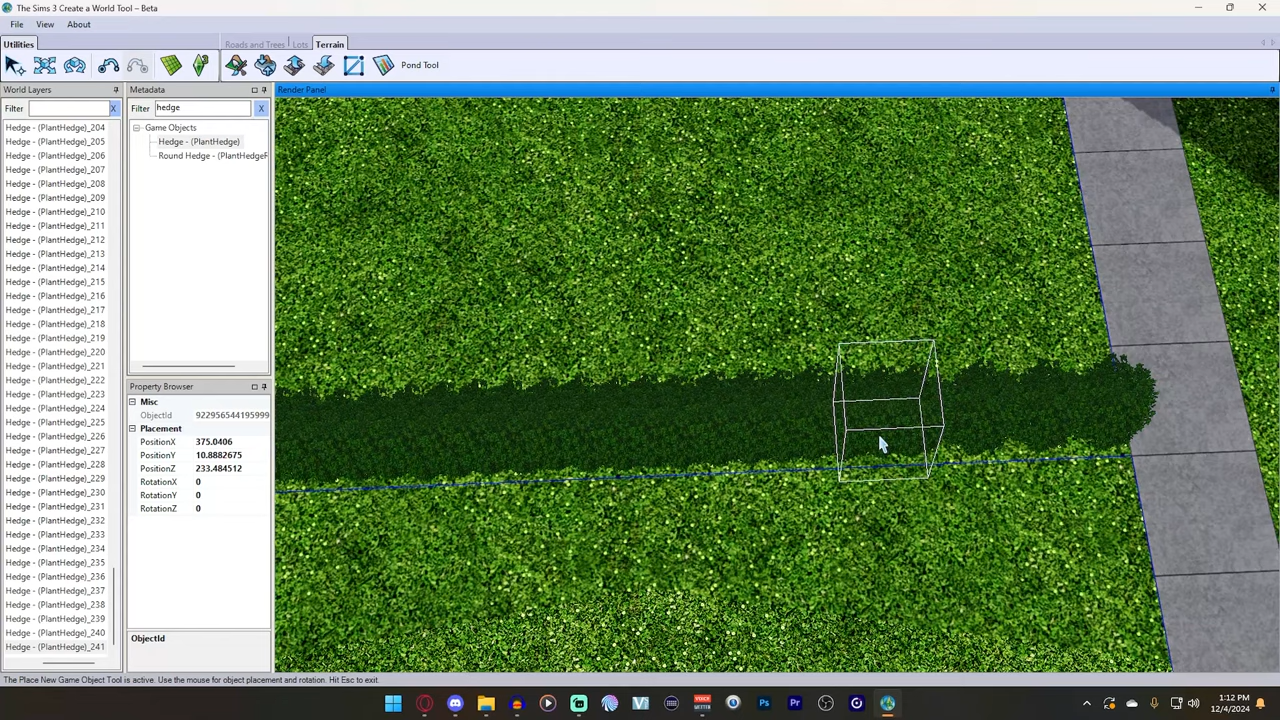 The Sims 3 Create a World Tool – Beta
File View About
Utilities
Roads and Trees Lots Terrain
Pond Tool
World Layers
Filter X
Hedge - (PlantHedge)_204
Hedge - (PlantHedge)_205
Hedge - (PlantHedge)_206
Hedge - (PlantHedge)_207
Hedge - (PlantHedge)_208
Hedge - (PlantHedge)_209
Hedge - (PlantHedge)_210
Hedge - (PlantHedge)_211
Hedge - (PlantHedge)_212
Hedge - (PlantHedge)_213
Hedge - (PlantHedge)_214
Hedge - (PlantHedge)_215
Hedge - (PlantHedge)_216
Hedge - (PlantHedge)_217
Hedge - (PlantHedge)_218
Hedge - (PlantHedge)_219
Hedge - (PlantHedge)_220
Hedge - (PlantHedge)_221
Hedge - (PlantHedge)_222
Hedge - (PlantHedge)_223
Hedge - (PlantHedge)_224
Hedge - (PlantHedge)_225
Hedge - (PlantHedge)_226
Hedge - (PlantHedge)_227
Hedge - (PlantHedge)_228
Hedge - (PlantHedge)_229
Hedge - (PlantHedge)_230
Hedge - (PlantHedge)_231
Hedge - (PlantHedge)_232
Hedge - (PlantHedge)_233
Hedge - (PlantHedge)_234
Hedge - (PlantHedge)_235
Hedge - (PlantHedge)_236
Hedge - (PlantHedge)_237
Hedge - (PlantHedge)_238
Hedge - (PlantHedge)_239
Hedge - (PlantHedge)_240
Hedge - (PlantHedge)_241
Metadata
Filter hedge X
Game Objects
Hedge - (PlantHedge)
Round Hedge - (PlantHedgeR
Property Browser
Misc
ObjectId 922956544195999
Placement
PositionX 375.0406
PositionY 10.8882675
PositionZ 233.484512
RotationX 0
RotationY 0
RotationZ 0
ObjectId
Render Panel
The Place New Game Object Tool is active. Use the mouse for object placement and rotation. Hit Esc to exit.
Ps
Pr
1:12 PM
12/4/2024